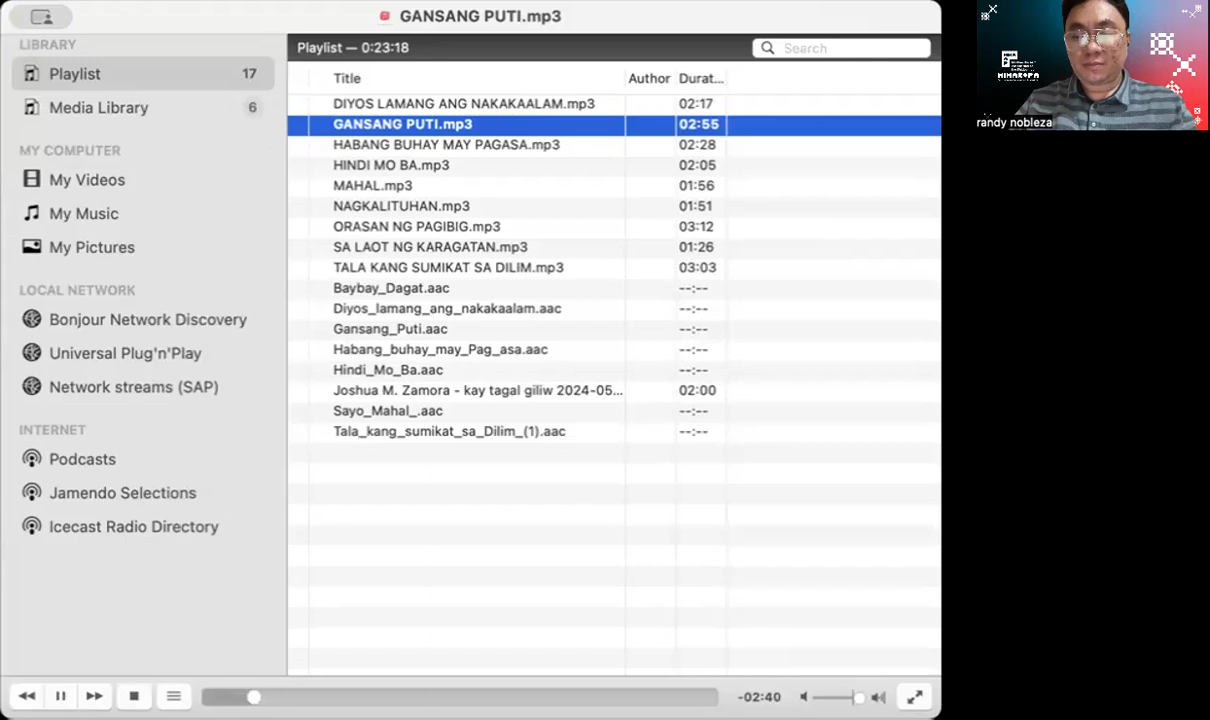 GANSANG PUTI.mp3
LIBRARY
Playlist 17
Media Library 6
MY COMPUTER
My Videos
My Music
My Pictures
LOCAL NETWORK
Bonjour Network Discovery
Universal Plug'n'Play
Network streams (SAP)
INTERNET
Podcasts
Jamendo Selections
Icecast Radio Directory
Playlist — 0:23:18 Search
Title Author Durat...
DIYOS LAMANG ANG NAKAKAALAM.mp3 02:17
GANSANG PUTI.mp3 02:55
HABANG BUHAY MAY PAGASA.mp3 02:28
HINDI MO BA.mp3 02:05
MAHAL.mp3 01:56
NAGKALITUHAN.mp3 01:51
ORASAN NG PAGIBIG.mp3 03:12
SA LAOT NG KARAGATAN.mp3 01:26
TALA KANG SUMIKAT SA DILIM.mp3 03:03
Baybay_Dagat.aac --:--
Diyos_lamang_ang_nakakaalam.aac --:--
Gansang_Puti.aac --:--
Habang_buhay_may_Pag_asa.aac --:--
Hindi_Mo_Ba.aac --:--
Joshua M. Zamora - kay tagal giliw 2024-05... 02:00
Sayo_Mahal_.aac --:--
Tala_kang_sumikat_sa_Dilim_(1).aac --:--
-02:40
MIMAROPA
randy nobleza